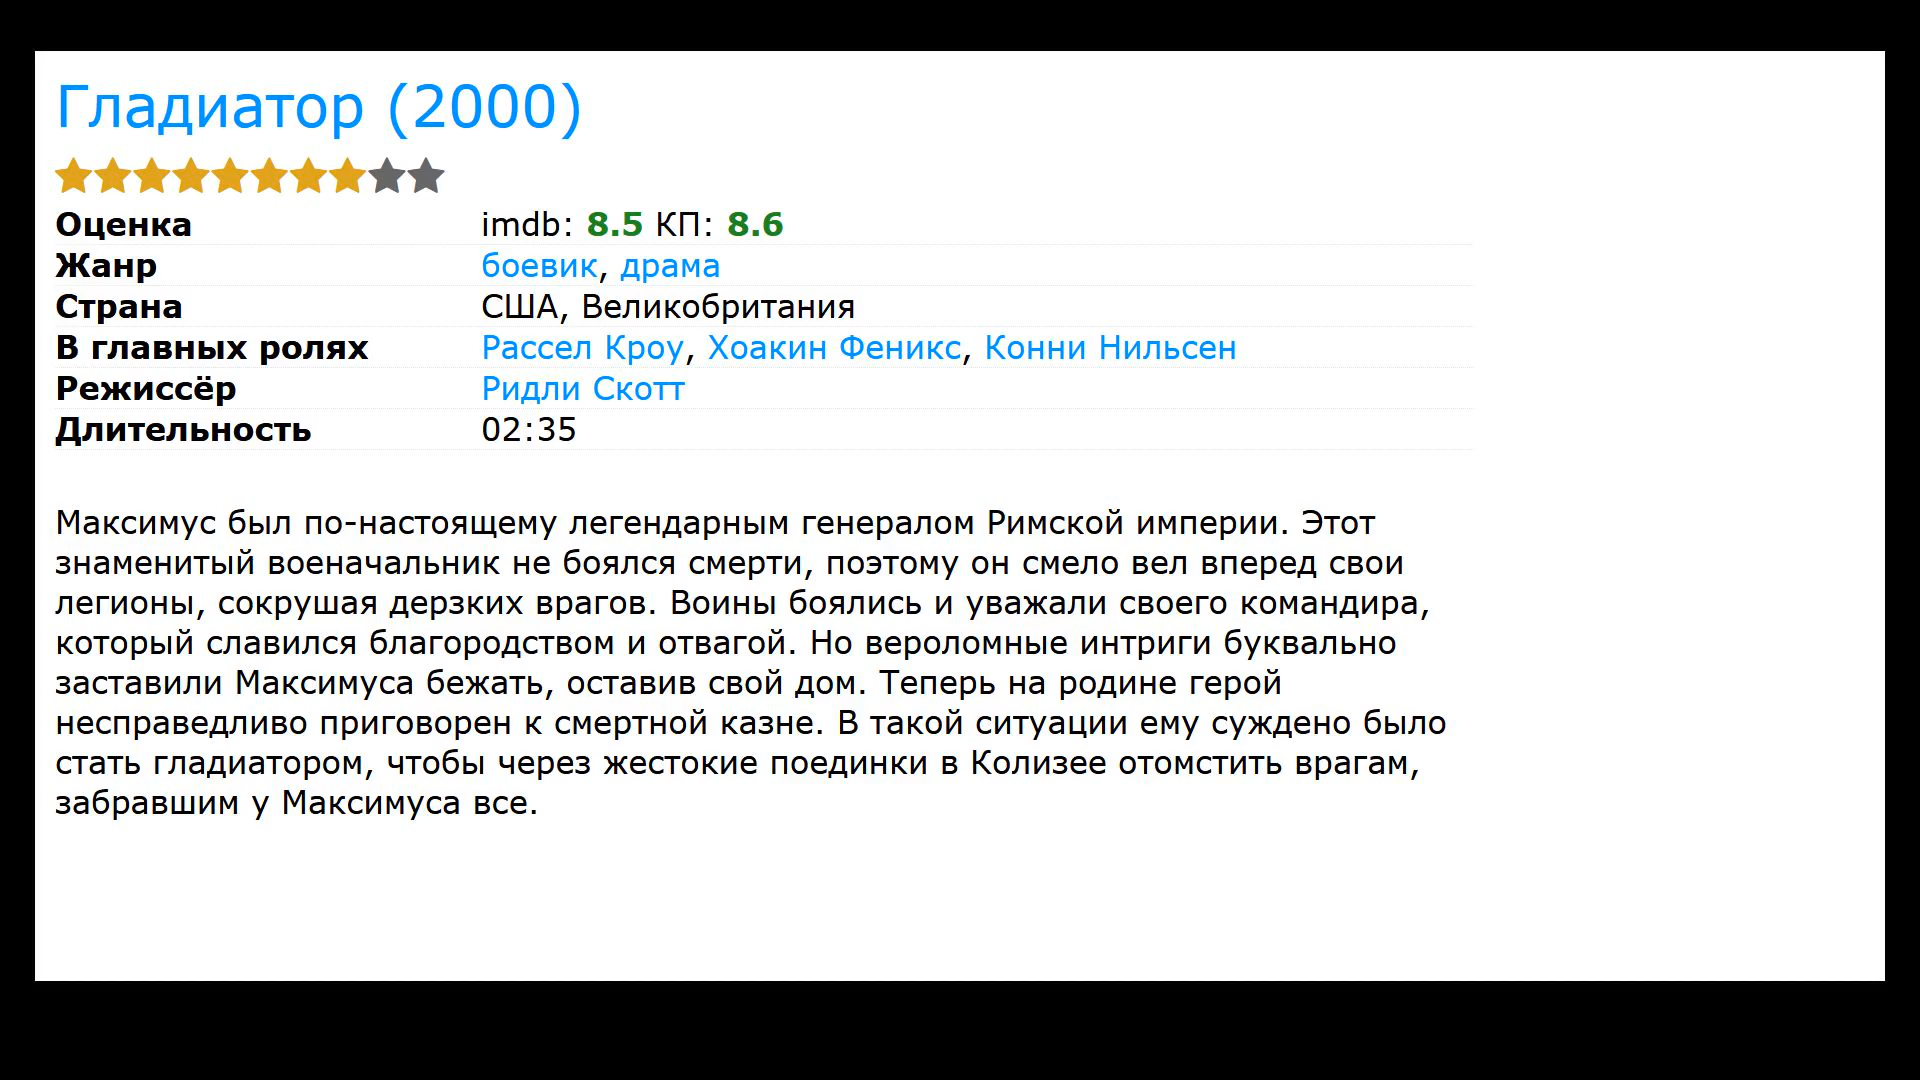 Гладиатор (2000)
Оценка imdb: 8.5 КП: 8.6
Жанр боевик, драма
Страна США, Великобритания
В главных ролях Рассел Кроу, Хоакин Феникс, Конни Нильсен
Режиссёр Ридли Скотт
Длительность 02:35
Максимус был по-настоящему легендарным генералом Римской империи. Этот
знаменитый военачальник не боялся смерти, поэтому он смело вел вперед свои
легионы, сокрушая дерзких врагов. Воины боялись и уважали своего командира,
который славился благородством и отвагой. Но вероломные интриги буквально
заставили Максимуса бежать, оставив свой дом. Теперь на родине герой
несправедливо приговорен к смертной казне. В такой ситуации ему суждено было
стать гладиатором, чтобы через жестокие поединки в Колизее отомстить врагам,
забравшим у Максимуса все.